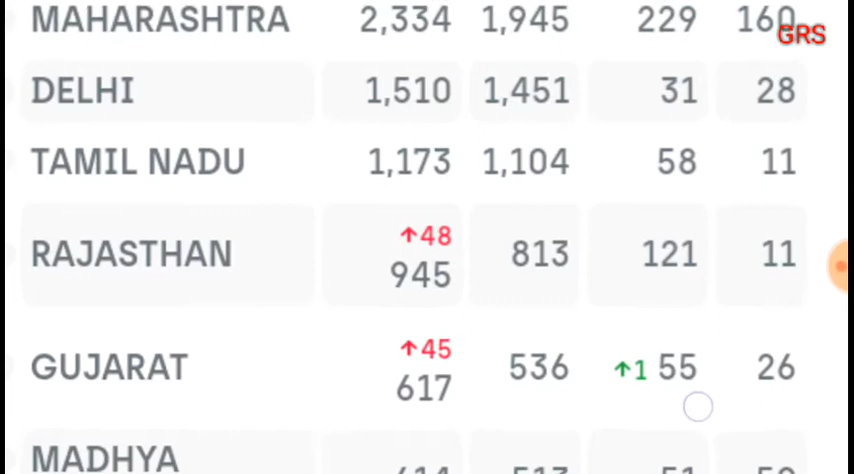 MAHARASHTRA 2,334 1,945 229 160
GRS
DELHI 1,510 1,451 31 28
TAMIL NADU 1,173 1,104 58 11
↑48
RAJASTHAN 945 813 121 11
↑45
GUJARAT 617 536 ↑1 55 26
MADHYA